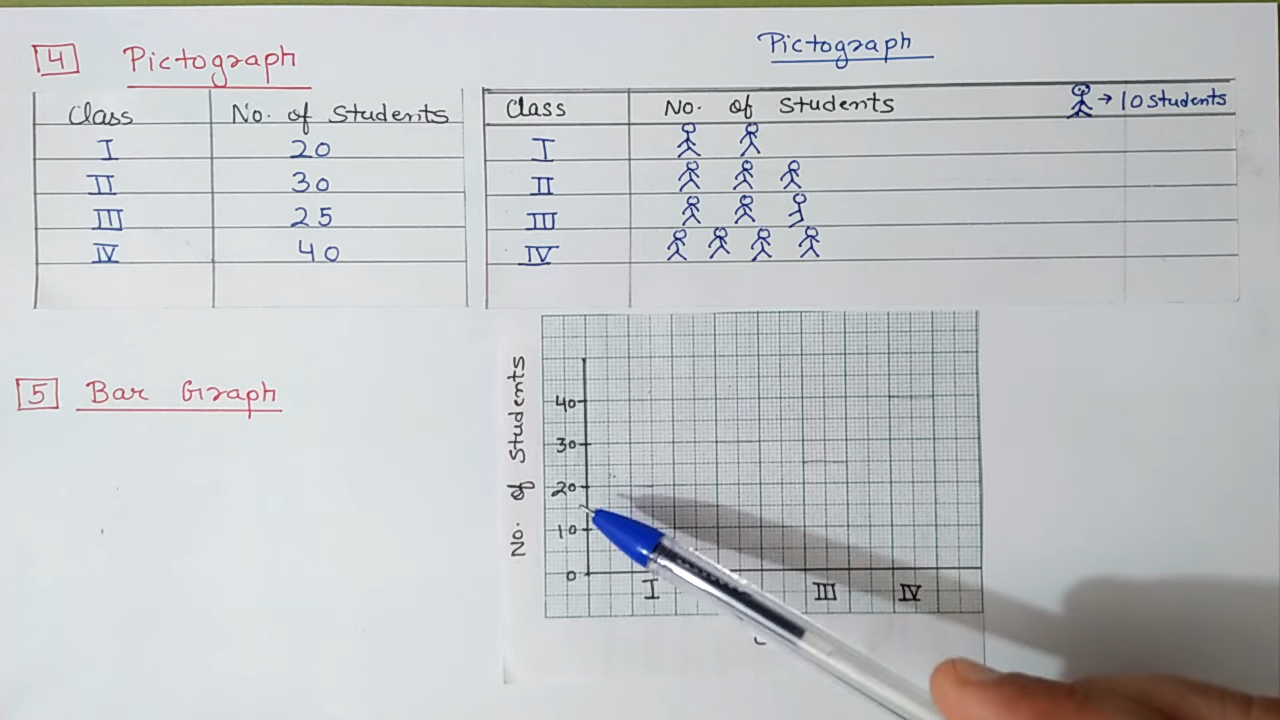 4 Pictograph
Class No. of Students
I 20
II 30
III 25
IV 40
Pictograph
Class No. of Students → 10 Students
I
II
III
IV
5 Bar Graph
No. of Students
40
30
20
10
0
I III IV